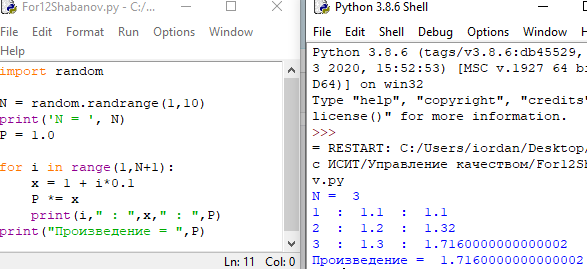 For12Shabanov.py - C:/...
File Edit Format Run Options Window
Help
import random
N = random.randrange(1,10)
print('N = ', N)
P = 1.0
for i in range(1,N+1):
    x = 1 + i*0.1
    P *= x
    print(i," : ",x," : ",P)
print("Произведение = ",P)
Ln: 11 Col: 0
Python 3.8.6 Shell
File Edit Shell Debug Options Window
Python 3.8.6 (tags/v3.8.6:db45529,
3 2020, 15:52:53) [MSC v.1927 64 bi
D64)] on win32
Type "help", "copyright", "credits"
license()" for more information.
>>>
= RESTART: C:/Users/iordan/Desktop/
с ИСИТ/Управление качеством/For12Sh
v.py
N =  3
1  :  1.1  :  1.1
2  :  1.2  :  1.32
3  :  1.3  :  1.7160000000000002
Произведение =  1.7160000000000002